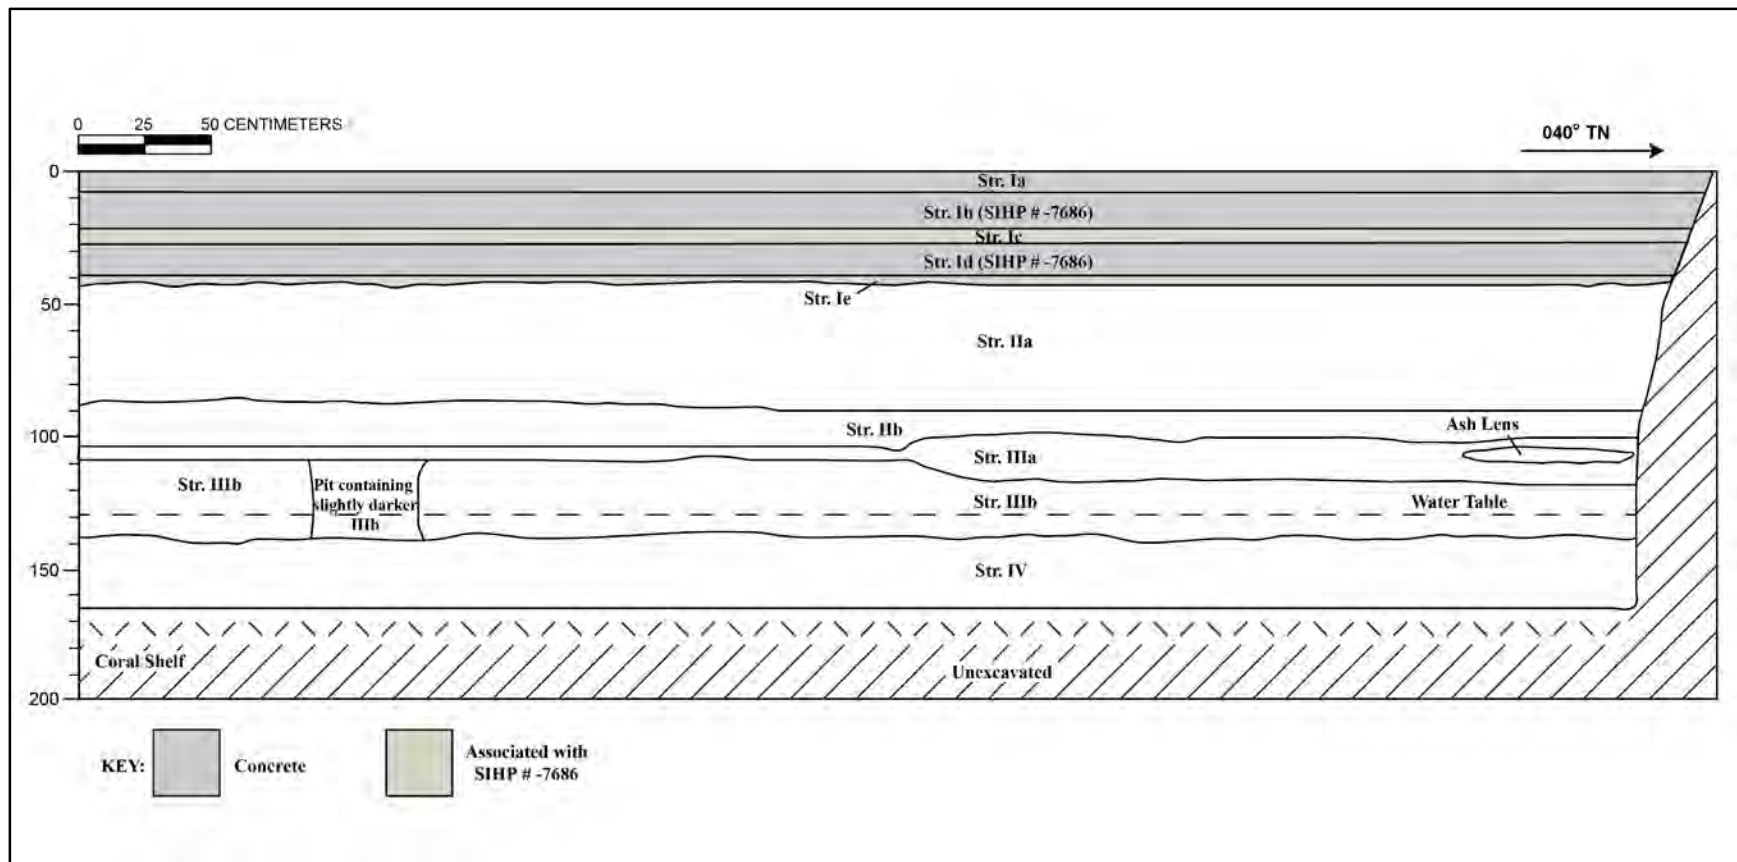 0 25 50 CENTIMETERS
040° TN
0
Str. Ia
Str. Ib (SIHP # -7686)
Str. Ic
Str. Id (SIHP # -7686)
50
Str. Ie
Str. IIa
Ash Lens
Str. IIb
100
Str. IIIa
Str. IIIb
Pit containing
slightly darker
IIIb
Str. IIIb
Water Table
150
Str. IV
Coral Shelf
Unexcavated
200
KEY:
Concrete
Associated with
SIHP # -7686